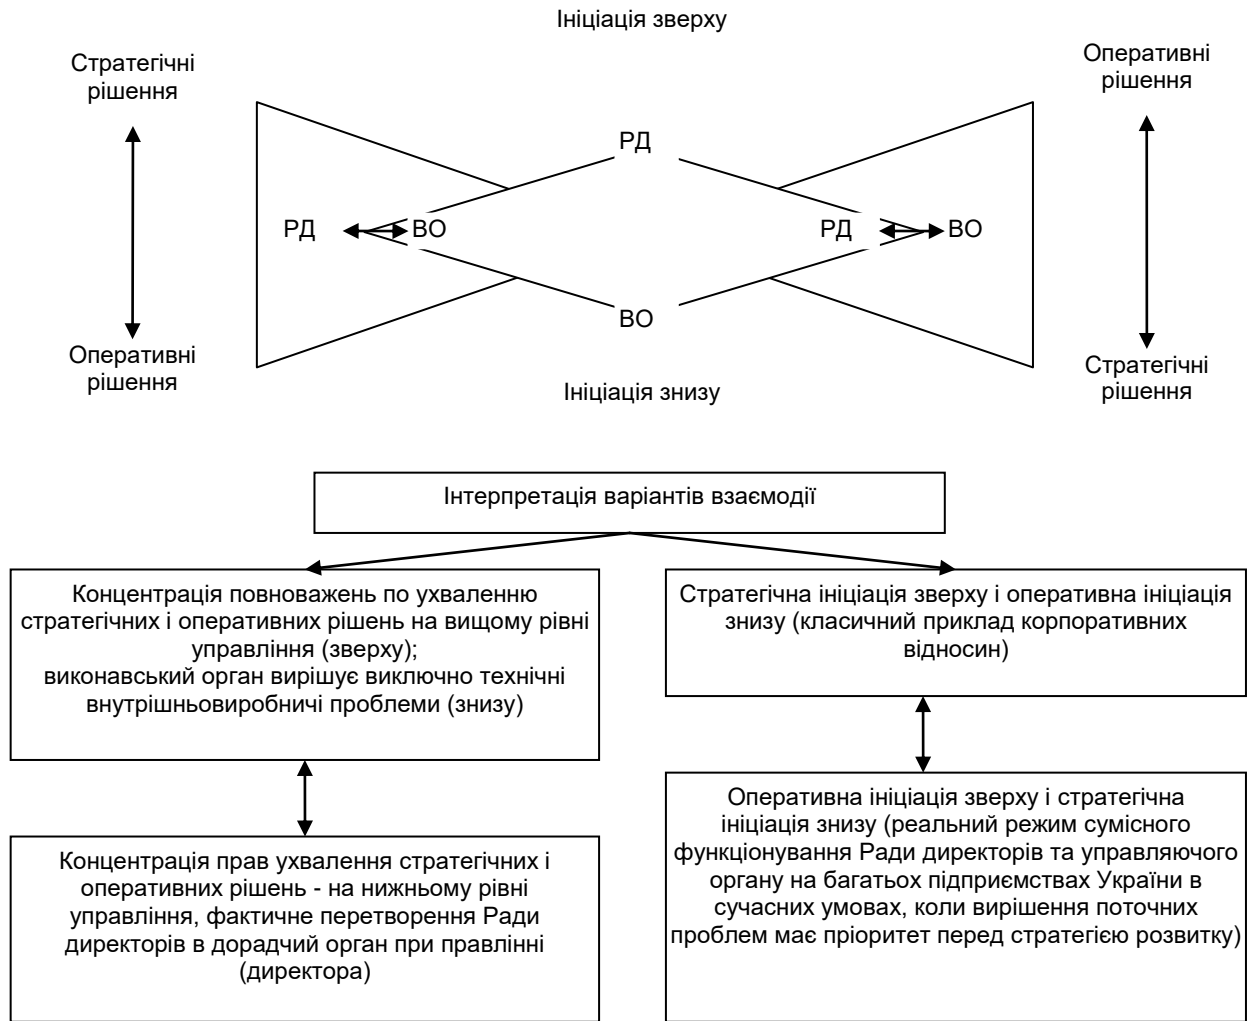 Ініціація зверху
Стратегічні
рішення
Оперативні
рішення
РД
РД
ВО
РД
ВО
ВО
Оперативні
рішення
Стратегічні
рішення
Ініціація знизу
Інтерпретація варіантів взаємодії
Концентрація повноважень по ухваленню
стратегічних і оперативних рішень на вищому рівні
управління (зверху);
виконавський орган вирішує виключно технічні
внутрішньовиробничі проблеми (знизу)
Стратегічна ініціація зверху і оперативна ініціація
знизу (класичний приклад корпоративних
відносин)
Концентрація прав ухвалення стратегічних і
оперативних рішень - на нижньому рівні
управління, фактичне перетворення Ради
директорів в дорадчий орган при правлінні
(директора)
Оперативна ініціація зверху і стратегічна
ініціація знизу (реальний режим сумісного
функціонування Ради директорів та управляючого
органу на багатьох підприємствах України в
сучасних умовах, коли вирішення поточних
проблем має пріоритет перед стратегією розвитку)